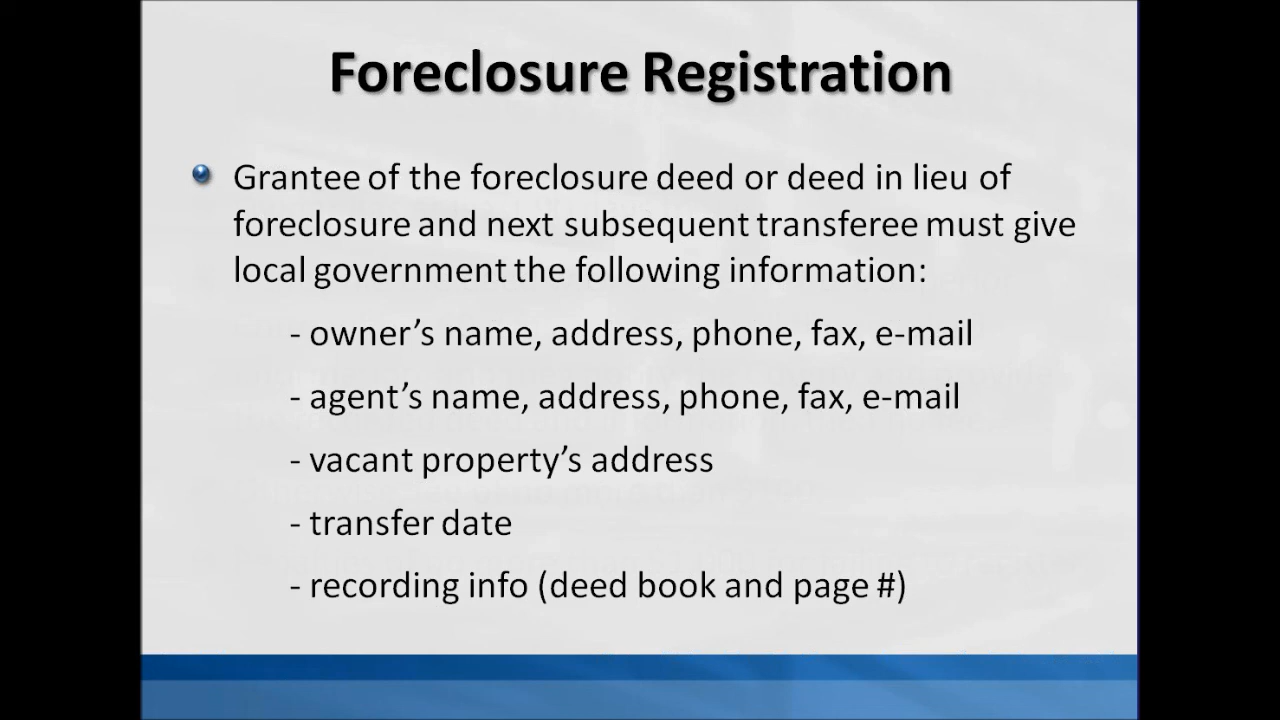 Foreclosure Registration
Grantee of the foreclosure deed or deed in lieu of
foreclosure and next subsequent transferee must give
local government the following information:
- owner’s name, address, phone, fax, e-mail
- agent’s name, address, phone, fax, e-mail
- vacant property’s address
- transfer date
- recording info (deed book and page #)